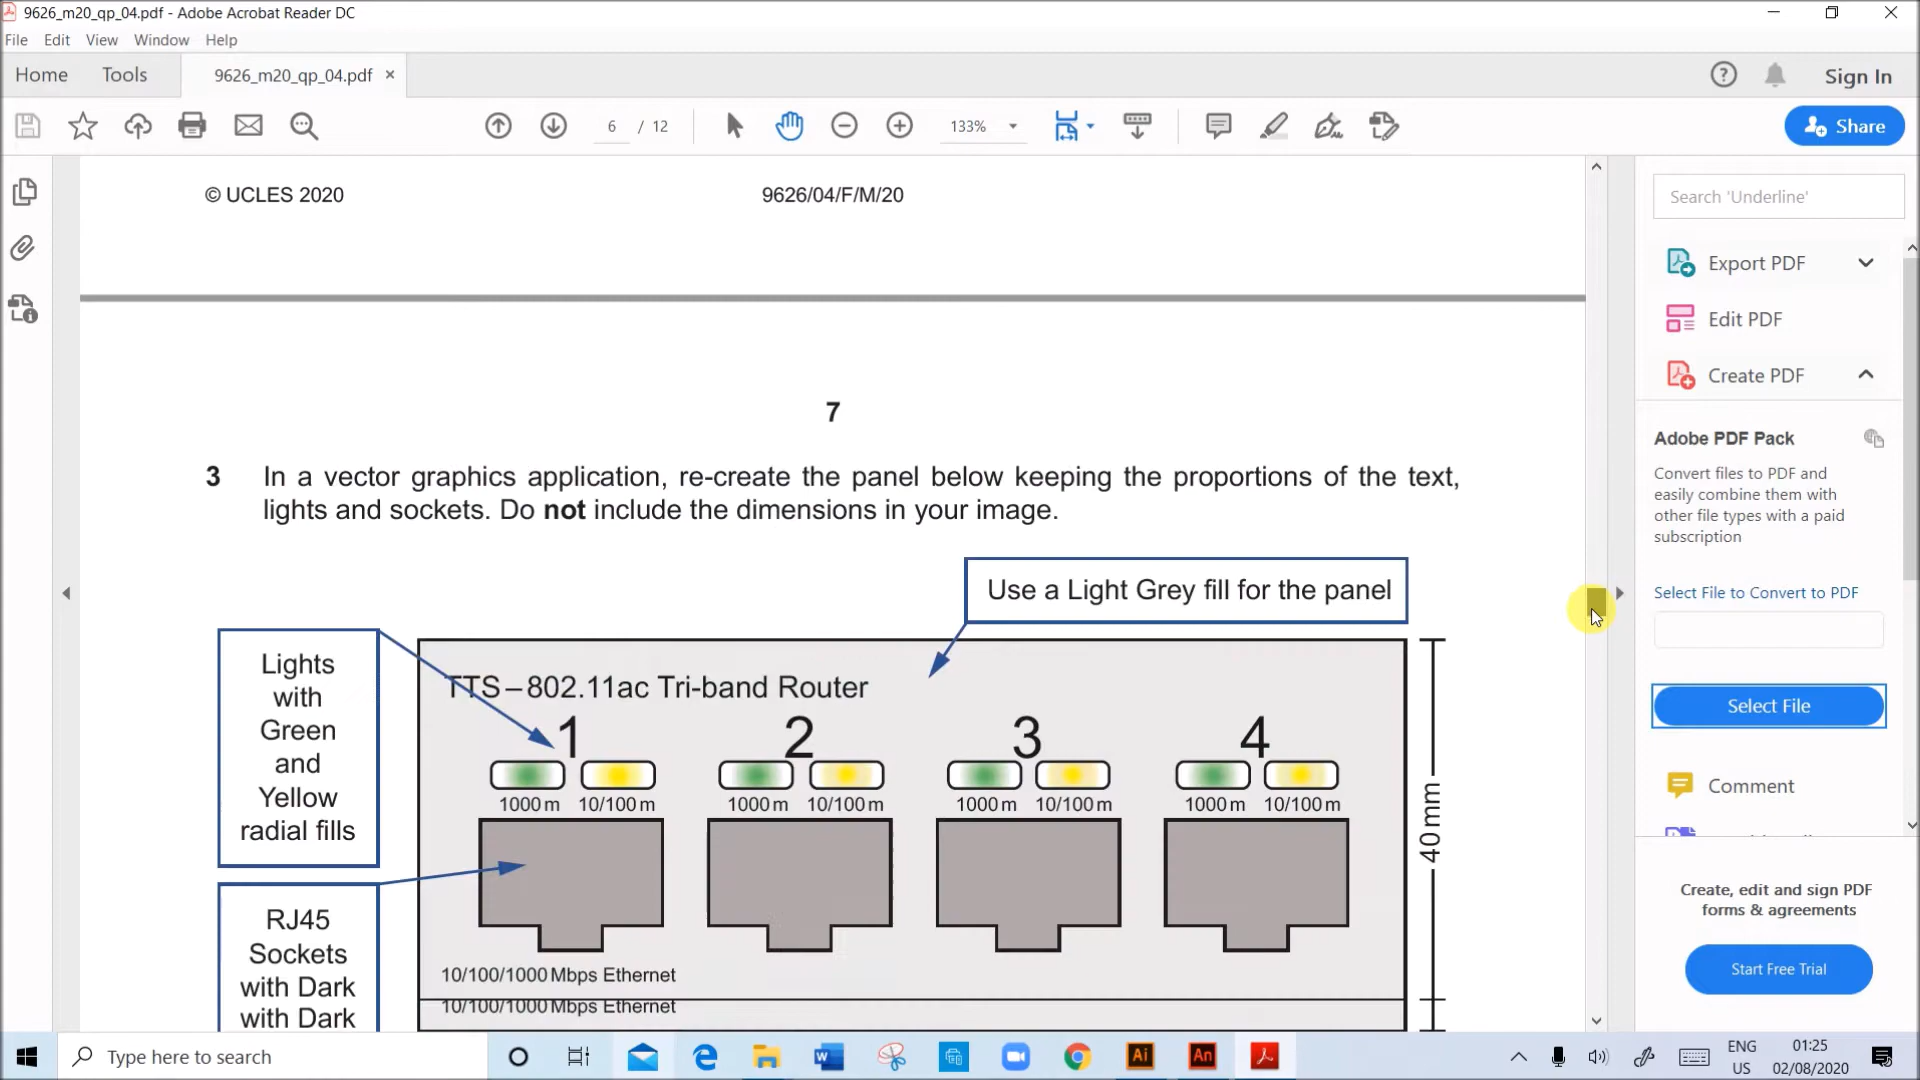 9626_m20_qp_04.pdf - Adobe Acrobat Reader DC
File Edit View Window Help
Home Tools 9626_m20_qp_04.pdf ×
Sign In
6 / 12
133%
Share
© UCLES 2020 9626/04/F/M/20
7
3 In a vector graphics application, re-create the panel below keeping the proportions of the text,
lights and sockets. Do not include the dimensions in your image.
Use a Light Grey fill for the panel
Lights
with
Green
and
Yellow
radial fills
RJ45
Sockets
with Dark
with Dark
TTS–802.11ac Tri-band Router
1 2 3 4
1000 m 10/100 m 1000 m 10/100 m 1000 m 10/100 m 1000 m 10/100 m
10/100/1000 Mbps Ethernet
10/100/1000 Mbps Ethernet
40 mm
Search 'Underline'
Export PDF
Edit PDF
Create PDF
Adobe PDF Pack
Convert files to PDF and
easily combine them with
other file types with a paid
subscription
Select File to Convert to PDF
Select File
Comment
Create, edit and sign PDF
forms & agreements
Start Free Trial
Type here to search
Ai
An
ENG
US
01:25
02/08/2020